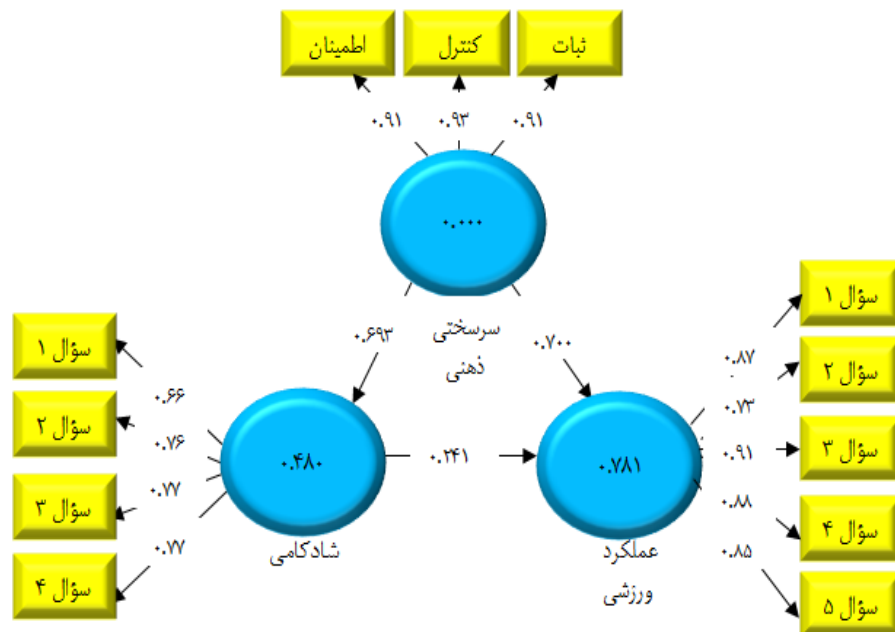 ثبات
کنترل
اطمینان
۰.۹۱
۰.۹۳
۰.۹۱
۰.۰۰۰
سرسختی
ذهنی
۰.۶۹۳
۰.۷۰۰
سؤال ۱
سؤال ۲
سؤال ۳
سؤال ۴
سؤال ۵
۰.۸۷
۰.۷۳
۰.۹۱
۰.۸۸
۰.۸۵
۰.۷۸۱
عملکرد
ورزشی
۰.۲۴۱
۰.۴۸۰
شادکامی
۰.۶۶
۰.۷۶
۰.۷۷
۰.۷۷
سؤال ۱
سؤال ۲
سؤال ۳
سؤال ۴